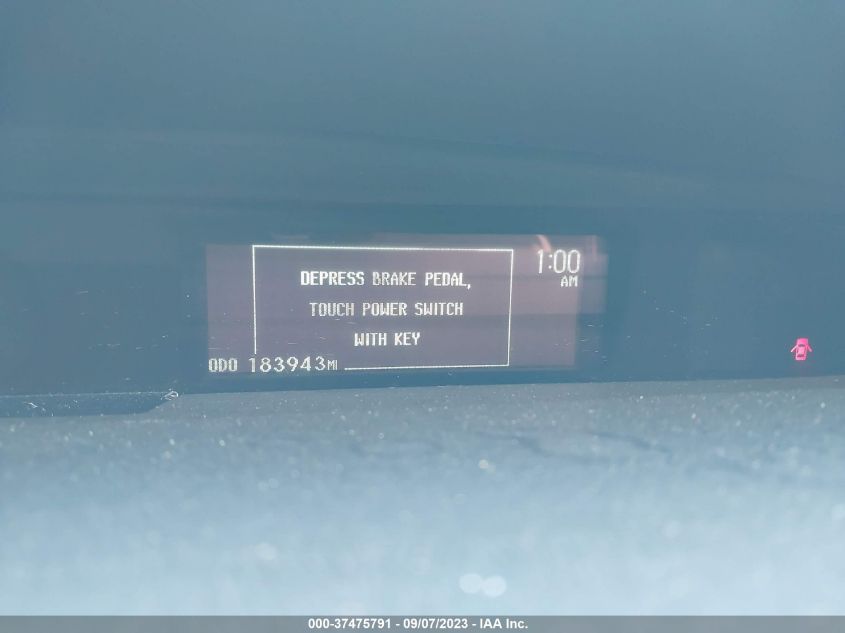 DEPRESS BRAKE PEDAL,
TOUCH POWER SWITCH
WITH KEY
1:00
AM
ODO 183943MI
000-37475791 - 09/07/2023 - IAA Inc.